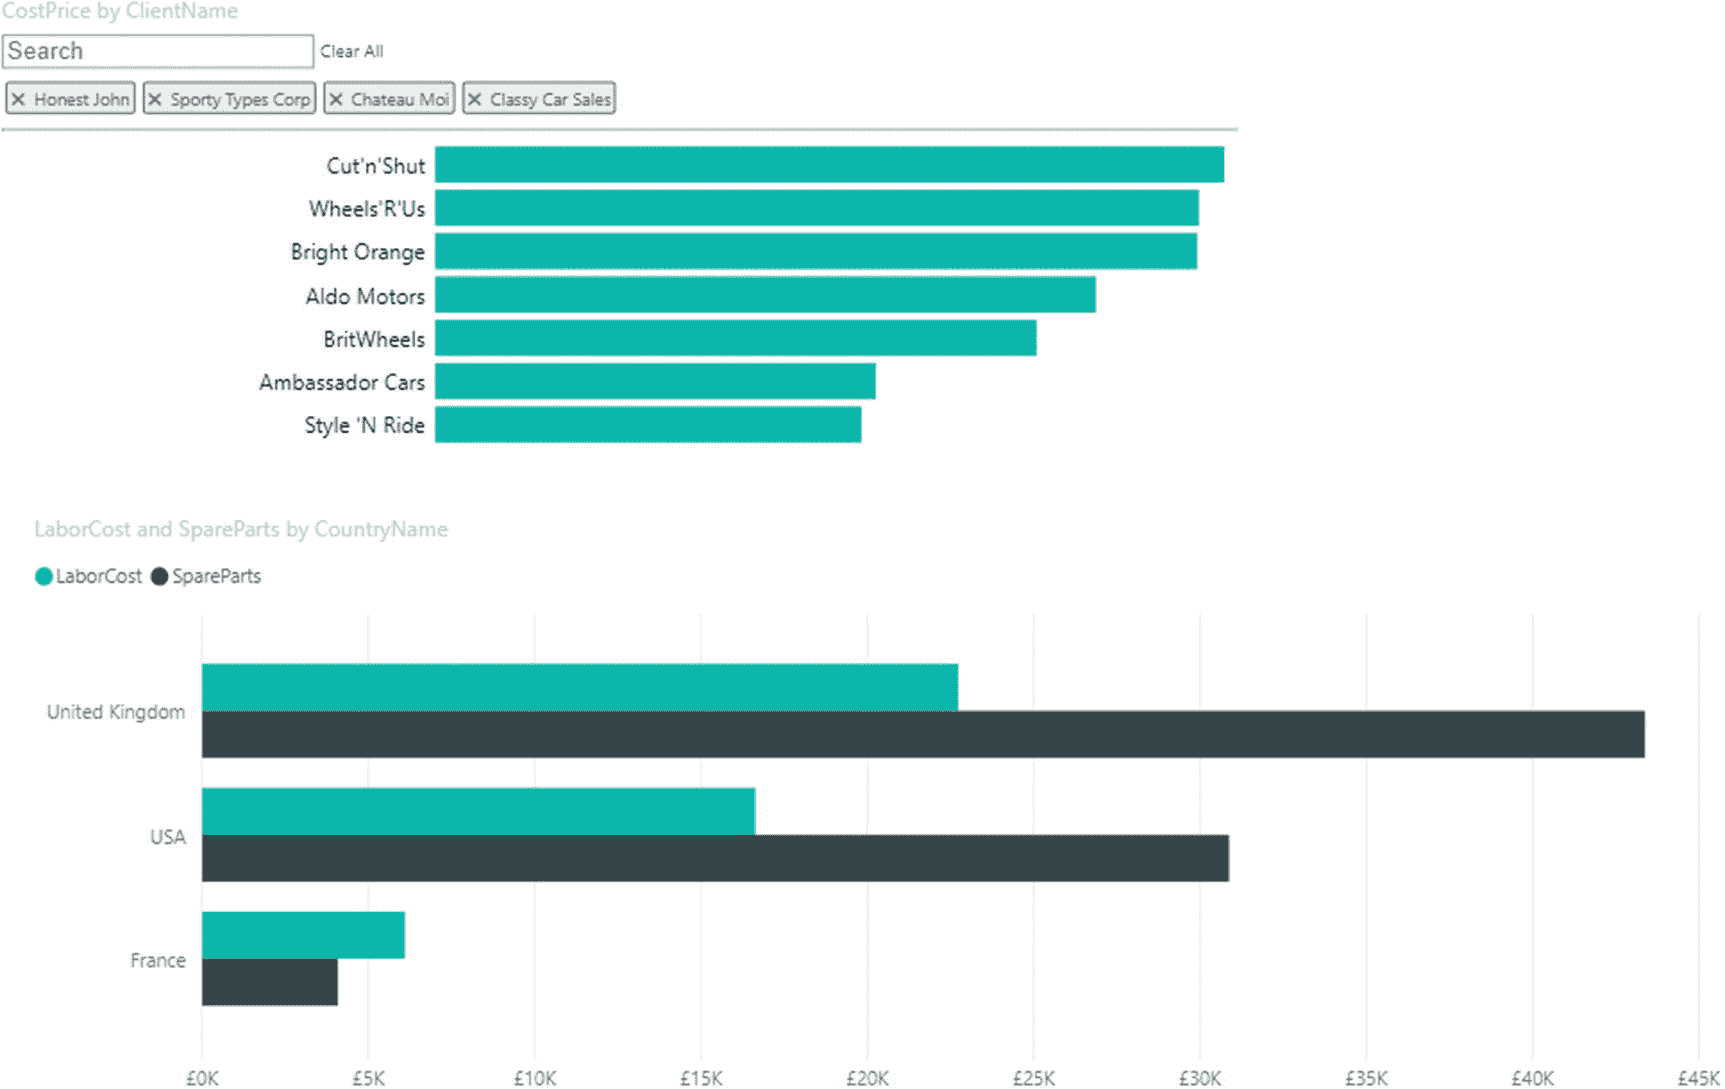 CostPrice by ClientName
Search Clear All
✕ Honest John ✕ Sporty Types Corp ✕ Chateau Moi ✕ Classy Car Sales
Cut'n'Shut
Wheels'R'Us
Bright Orange
Aldo Motors
BritWheels
Ambassador Cars
Style 'N Ride
LaborCost and SpareParts by CountryName
LaborCost SpareParts
United Kingdom
USA
France
£0K £5K £10K £15K £20K £25K £30K £35K £40K £45K